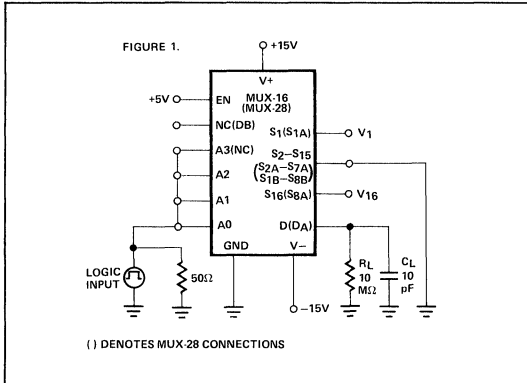 FIGURE 1.
+15V
V+
+5V
EN
MUX-16
(MUX-28)
NC(DB)
S1(S1A)
V1
A3(NC)
S2–S15
(S2A–S7A)
(S1B–S8B)
A2
A1
S16(S8A)
V16
A0
D(DA)
GND
V–
LOGIC
INPUT
50Ω
RL
10
MΩ
CL
10
pF
–15V
( ) DENOTES MUX-28 CONNECTIONS